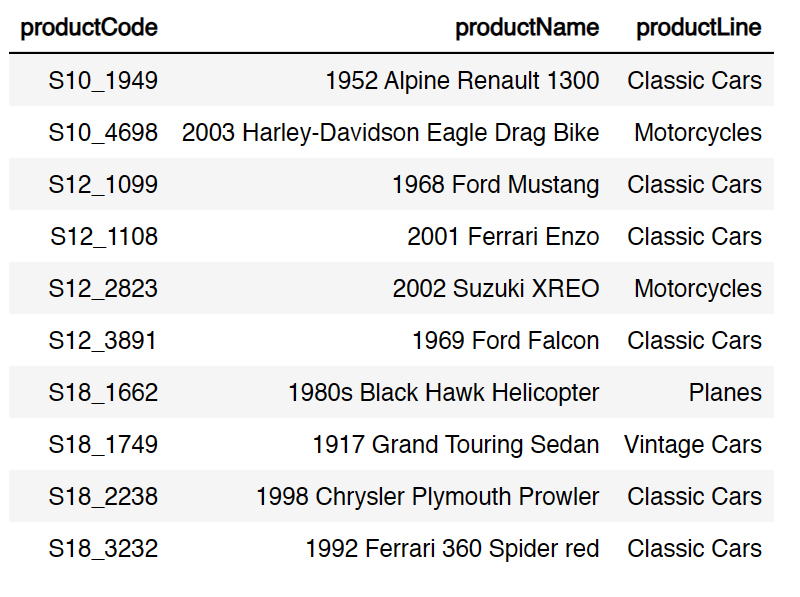 productCode productName productLine
S10_1949 1952 Alpine Renault 1300 Classic Cars
S10_4698 2003 Harley-Davidson Eagle Drag Bike Motorcycles
S12_1099 1968 Ford Mustang Classic Cars
S12_1108 2001 Ferrari Enzo Classic Cars
S12_2823 2002 Suzuki XREO Motorcycles
S12_3891 1969 Ford Falcon Classic Cars
S18_1662 1980s Black Hawk Helicopter Planes
S18_1749 1917 Grand Touring Sedan Vintage Cars
S18_2238 1998 Chrysler Plymouth Prowler Classic Cars
S18_3232 1992 Ferrari 360 Spider red Classic Cars